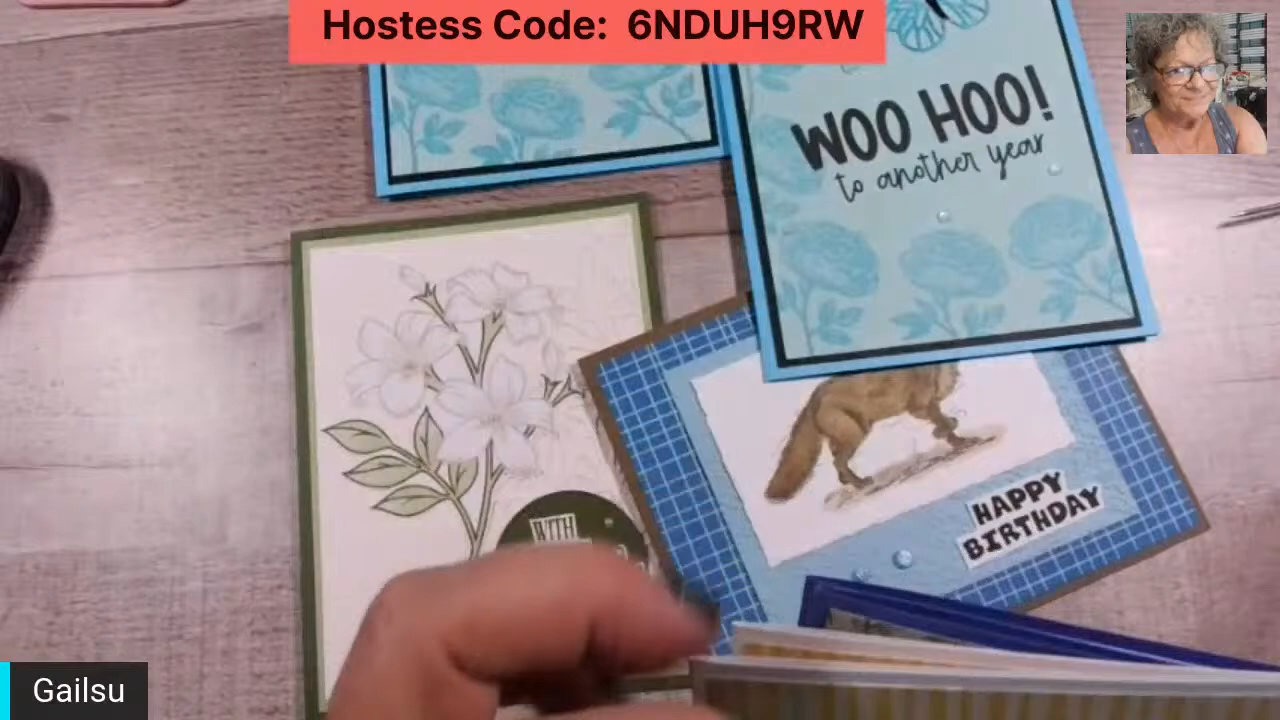 Hostess Code: 6NDUH9RW
WOO HOO!
to another year
WITH
HAPPY
BIRTHDAY
Gailsu